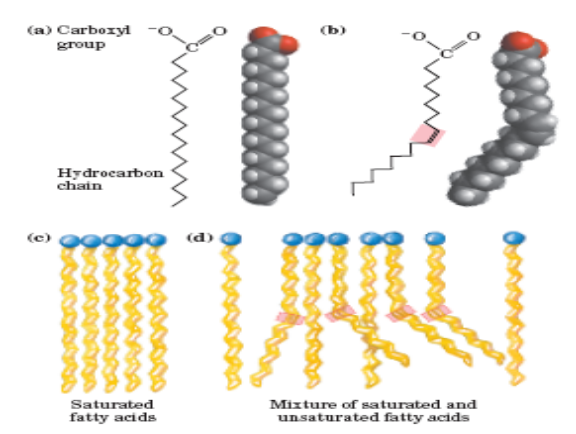 (a) Carboxyl
group
⁻O
O
C
(b)
⁻O
O
C
Hydrocarbon
chain
(c)
(d)
Saturated
fatty acids
Mixture of saturated and
unsaturated fatty acids